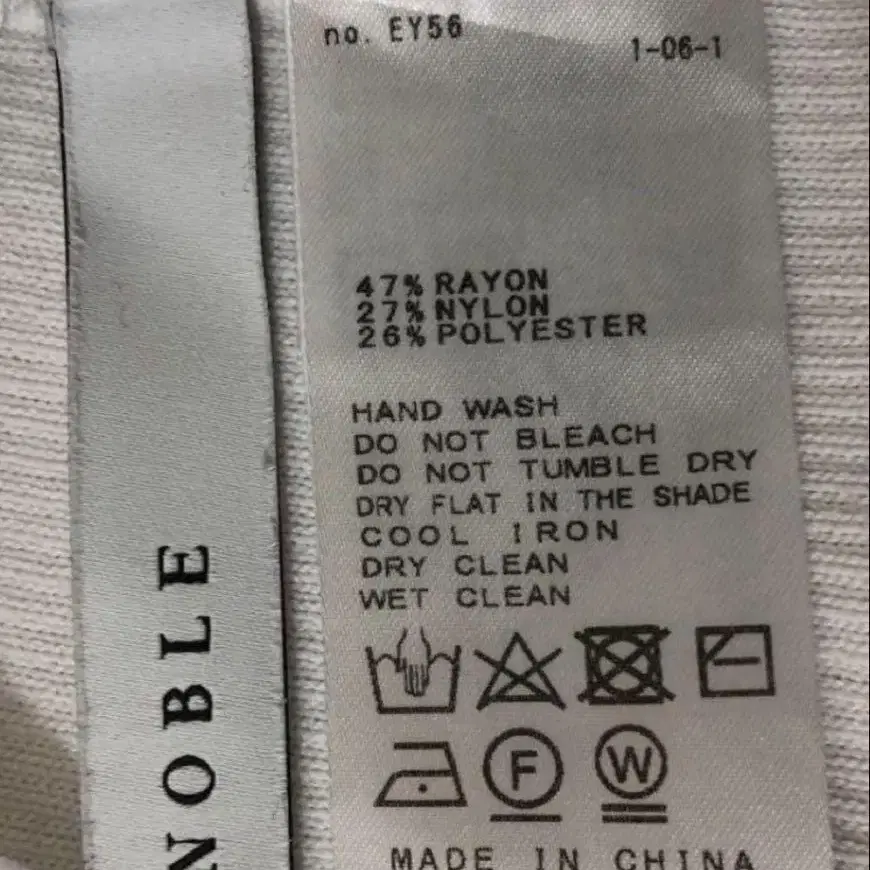 no. EY56
1-06-1
47% RAYON
27% NYLON
26% POLYESTER
HAND WASH
DO NOT BLEACH
DO NOT TUMBLE DRY
DRY FLAT IN THE SHADE
COOL IRON
DRY CLEAN
WET CLEAN
F
W
MADE IN CHINA
NOBLE